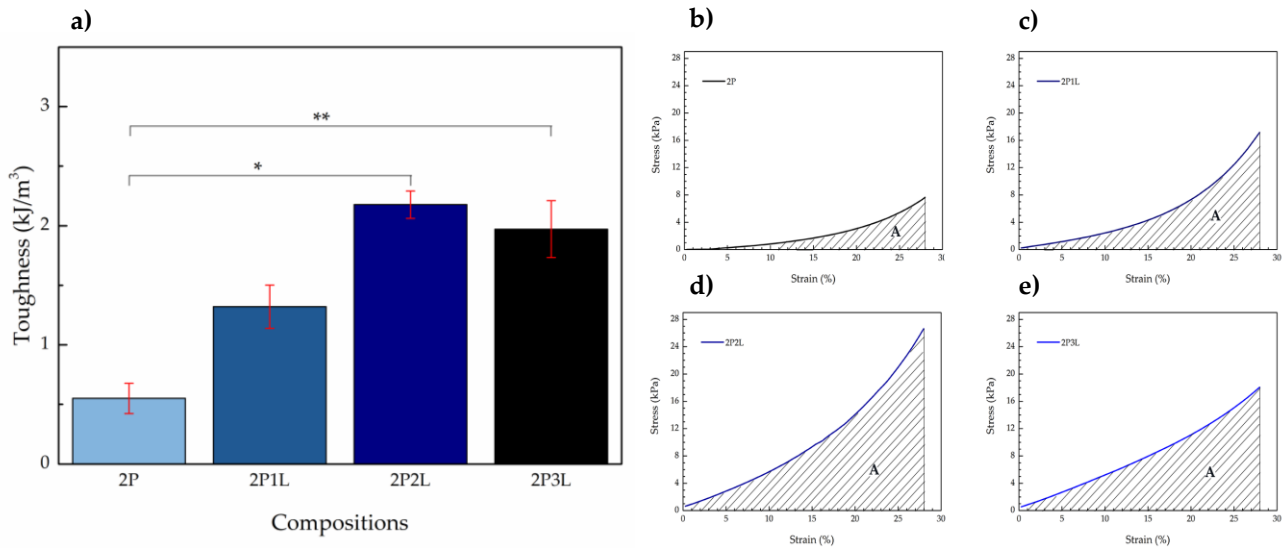 a)
Toughness (kJ/m³)
3
2
1
0
**
*
2P 2P1L 2P2L 2P3L
Compositions
b)
Stress (kPa)
28
24
20
16
12
8
4
0
2P
A
0 5 10 15 20 25 30
Strain (%)
c)
Stress (kPa)
28
24
20
16
12
8
4
0
2P1L
A
0 5 10 15 20 25 30
Strain (%)
d)
Stress (kPa)
28
24
20
16
12
8
4
0
2P2L
A
0 5 10 15 20 25 30
Strain (%)
e)
Stress (kPa)
28
24
20
16
12
8
4
0
2P3L
A
0 5 10 15 20 25 30
Strain (%)